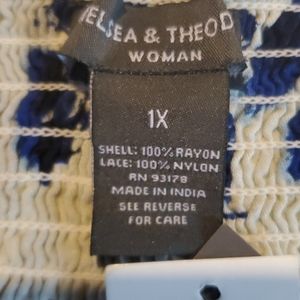 ELSEA & THEOD
WOMAN
1X
SHELL: 100% RAYON
LACE: 100% NYLON
RN 93178
MADE IN INDIA
SEE REVERSE
FOR CARE